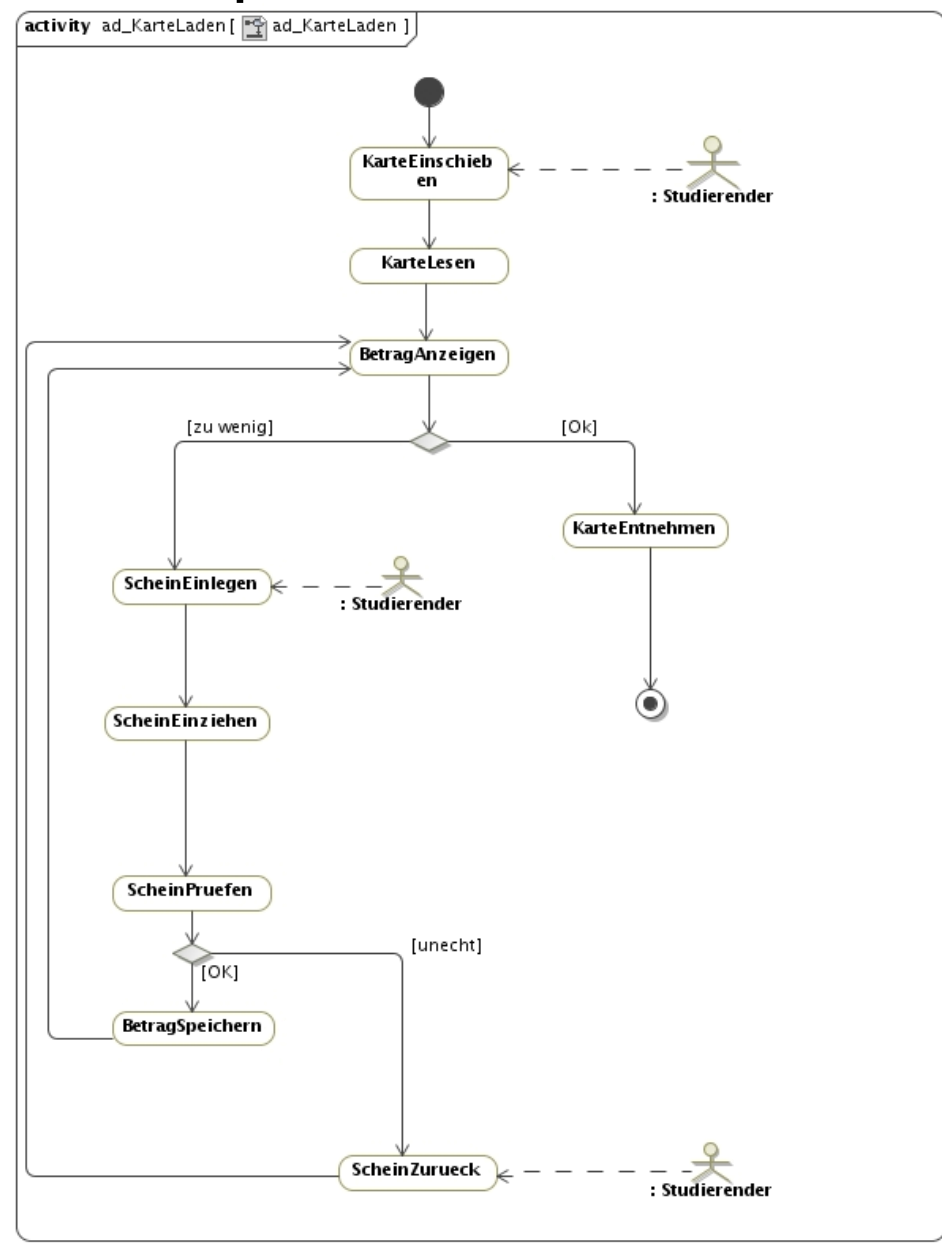 activity ad_KarteLaden [ ad_KarteLaden ]
KarteEinschieb
en
: Studierender
KarteLesen
BetragAnzeigen
[zu wenig]
[Ok]
KarteEntnehmen
ScheinEinlegen
: Studierender
ScheinEinziehen
ScheinPruefen
[unecht]
[OK]
BetragSpeichern
ScheinZurueck
: Studierender